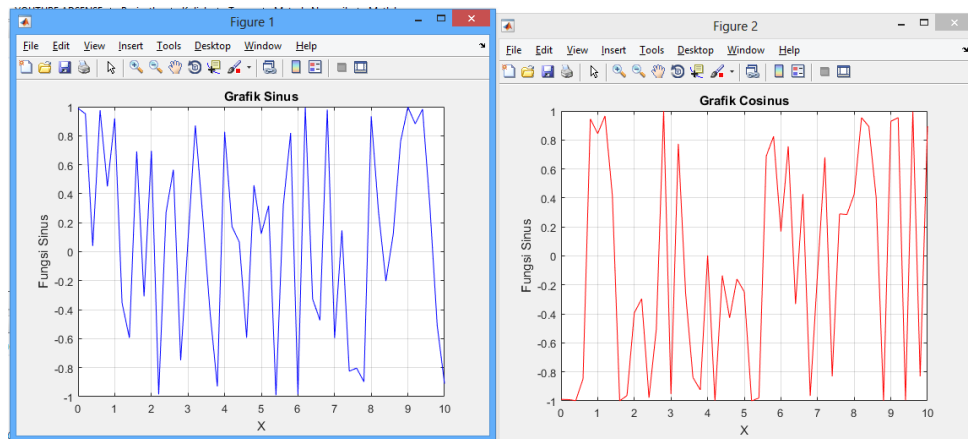 Figure 1
File Edit View Insert Tools Desktop Window Help
Grafik Sinus
1
0.8
0.6
0.4
0.2
0
-0.2
-0.4
-0.6
-0.8
-1
Fungsi Sinus
0 1 2 3 4 5 6 7 8 9 10
X
Figure 2
File Edit View Insert Tools Desktop Window Help
Grafik Cosinus
1
0.8
0.6
0.4
0.2
0
-0.2
-0.4
-0.6
-0.8
-1
Fungsi Sinus
0 1 2 3 4 5 6 7 8 9 10
X